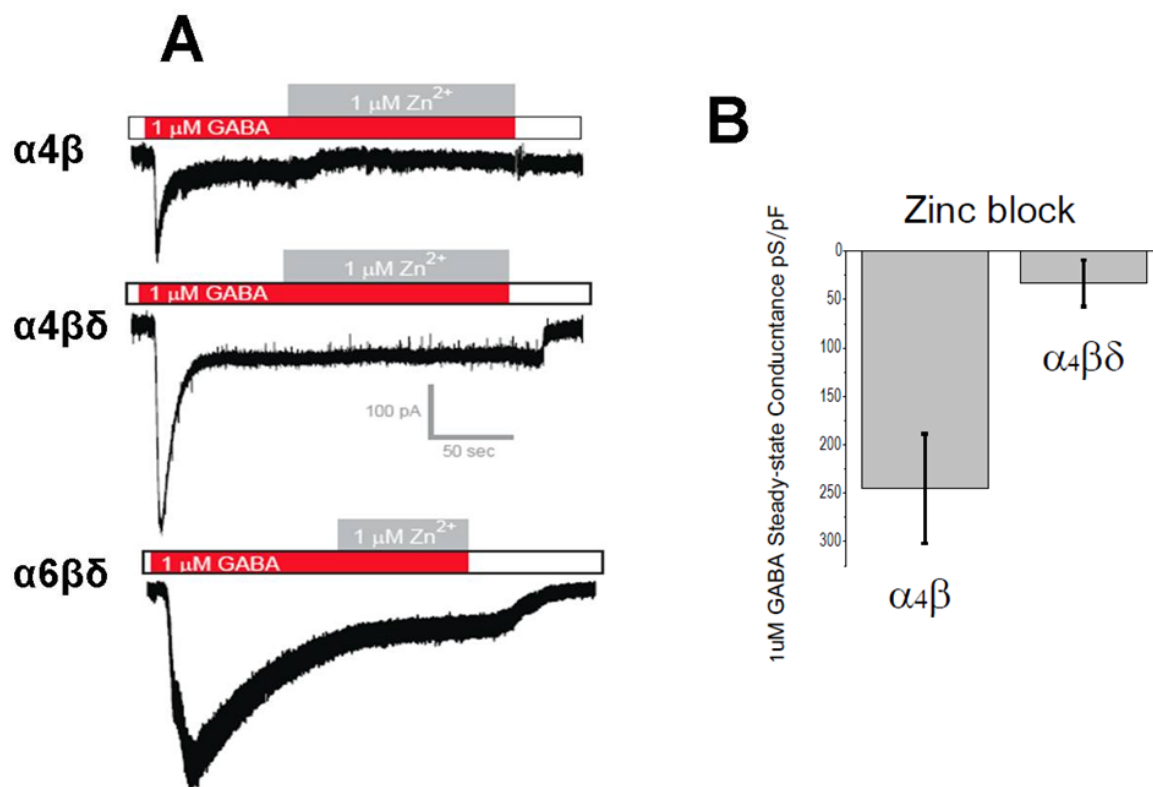 A
1 μM Zn2+
1 μM GABA
α4β
1 μM Zn2+
1 μM GABA
α4βδ
100 pA
50 sec
1 μM Zn2+
1 μM GABA
α6βδ
B
Zinc block
1uM GABA Steady-state Conducntance pS/pF
0
50
100
150
200
250
300
α4βδ
α4β